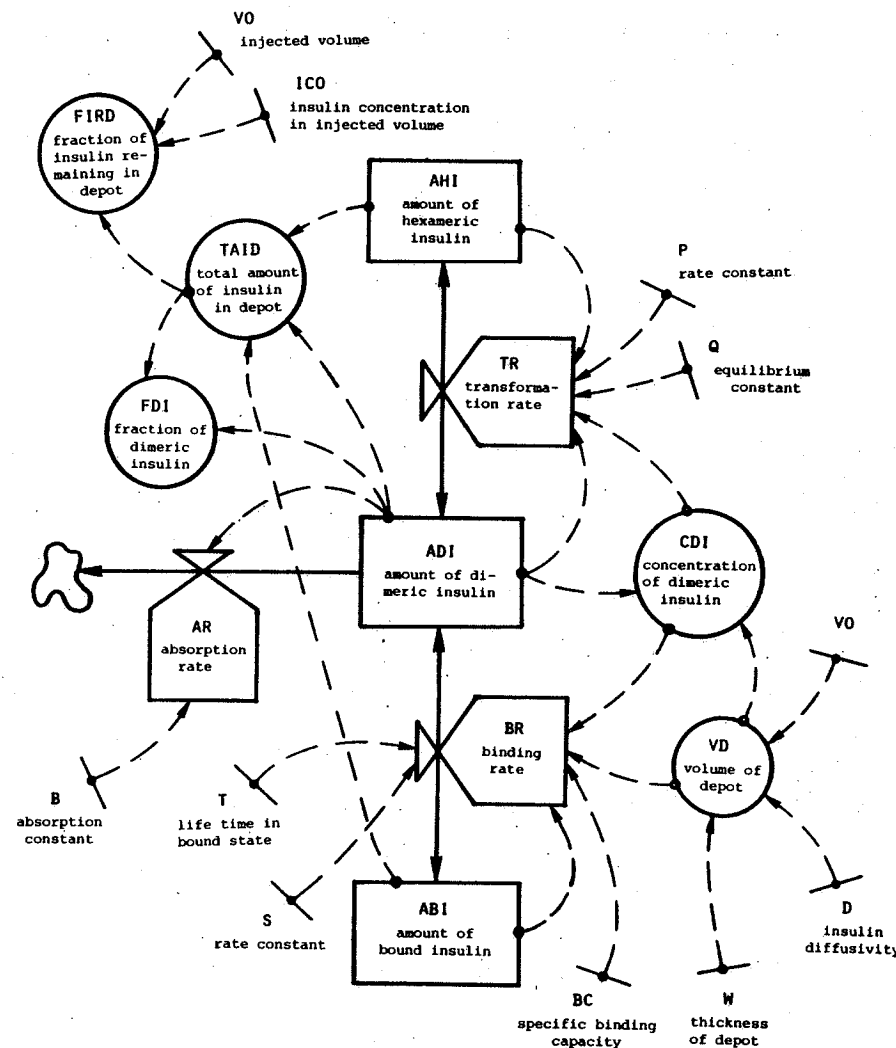 VO
injected volume
ICO
insulin concentration
in injected volume
FIRD
fraction of
insulin re-
maining in
depot
AHI
amount of
hexameric
insulin
TAID
total amount
of insulin
in depot
P
rate constant
Q
equilibrium
constant
TR
transforma-
tion rate
FDI
fraction of
dimeric
insulin
ADI
amount of di-
meric insulin
CDI
concentration
of dimeric
insulin
AR
absorption
rate
VO
BR
binding
rate
VD
volume of
depot
B
absorption
constant
T
life time in
bound state
S
rate constant
ABI
amount of
bound insulin
D
insulin
diffusivity
BC
specific binding
capacity
W
thickness
of depot